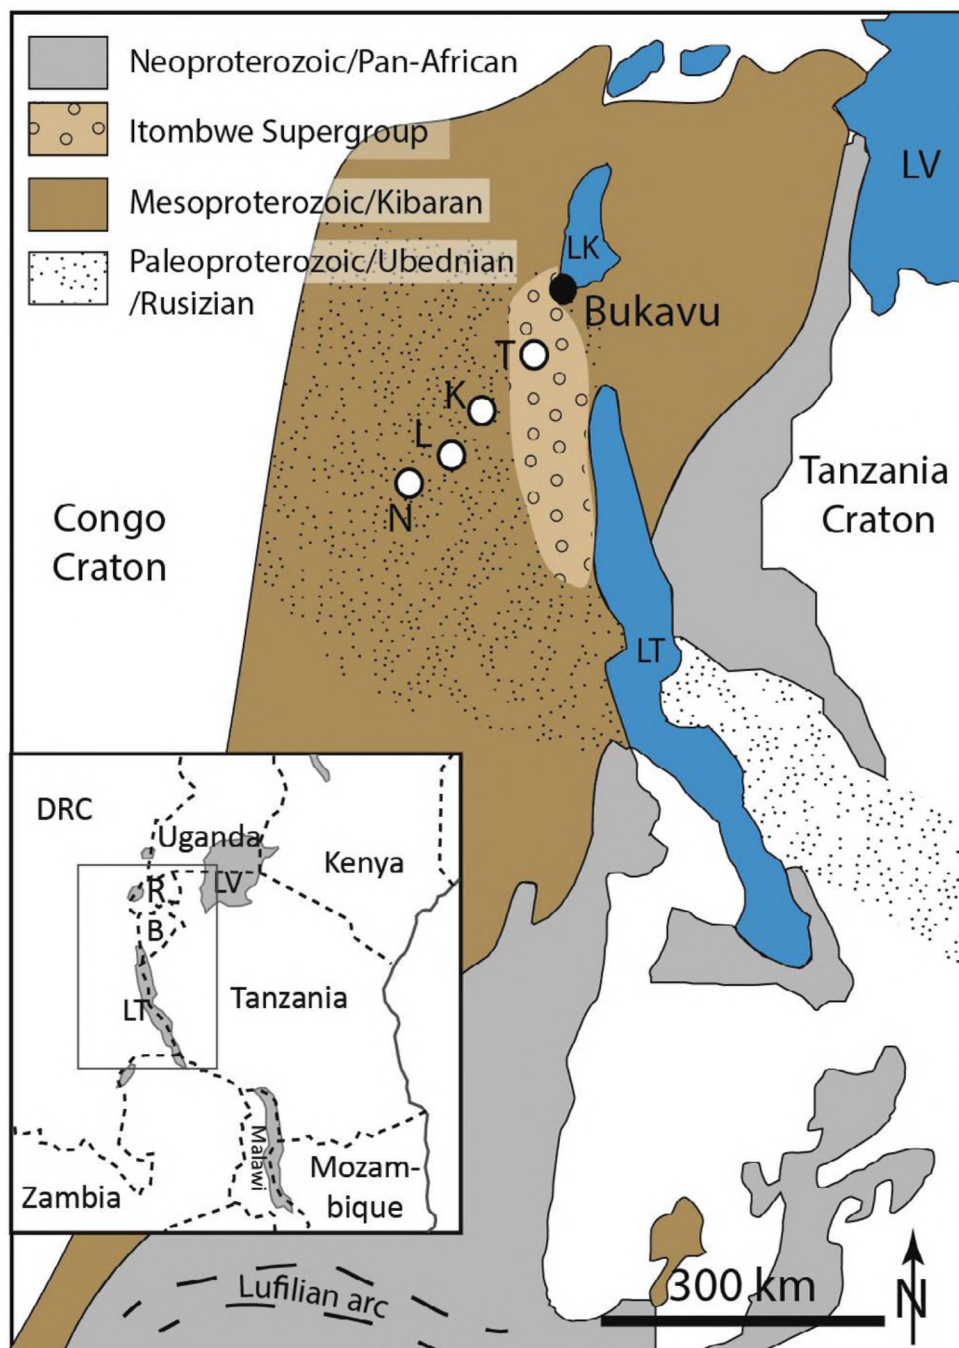 Neoproterozoic/Pan-African
Itombwe Supergroup
Mesoproterozoic/Kibaran
Paleoproterozoic/Ubednian
/Rusizian
LV
LK
Bukavu
T
K
L
N
Congo
Craton
Tanzania
Craton
LT
DRC
Uganda
Kenya
R
LV
B
LT
Tanzania
Malawi
Zambia
Mozam-
bique
Lufilian arc
300 km
N